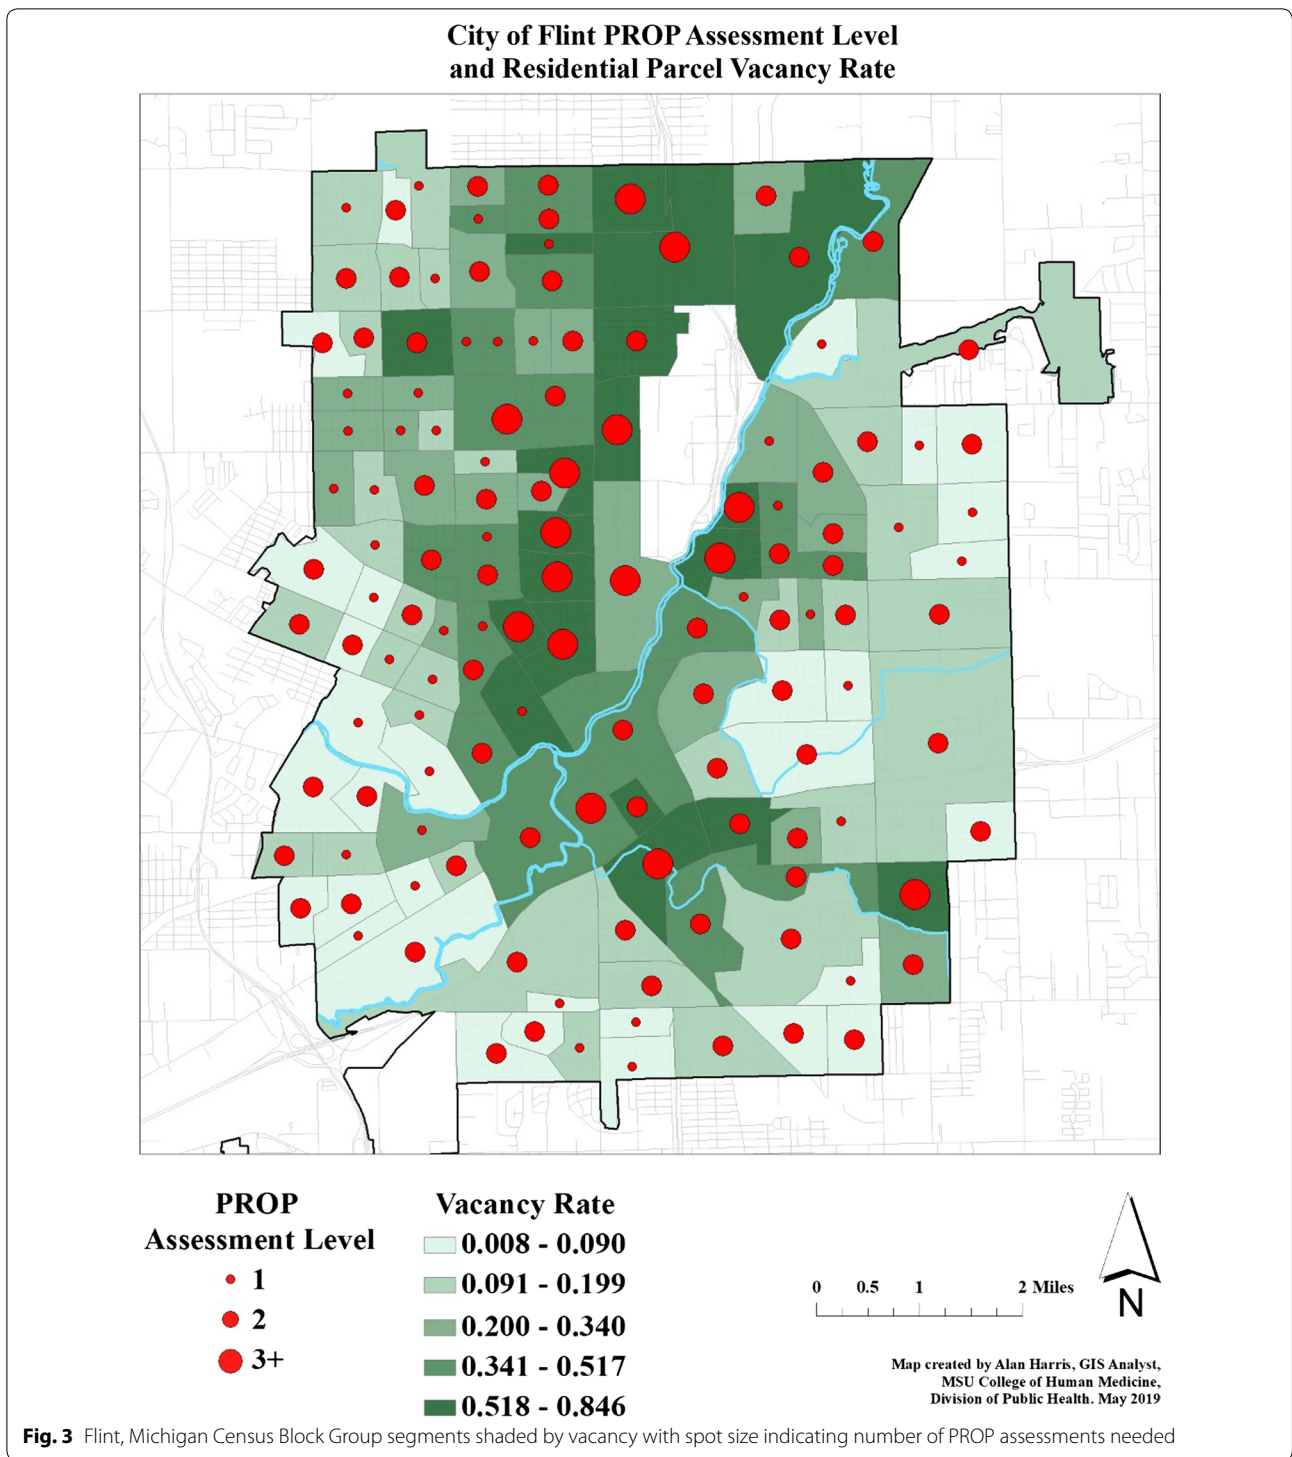 City of Flint PROP Assessment Level
and Residential Parcel Vacancy Rate
PROP
Assessment Level
1
2
3+
Vacancy Rate
0.008 - 0.090
0.091 - 0.199
0.200 - 0.340
0.341 - 0.517
0.518 - 0.846
0 0.5 1 2 Miles
N
Map created by Alan Harris, GIS Analyst,
MSU College of Human Medicine,
Division of Public Health. May 2019
Fig. 3 Flint, Michigan Census Block Group segments shaded by vacancy with spot size indicating number of PROP assessments needed